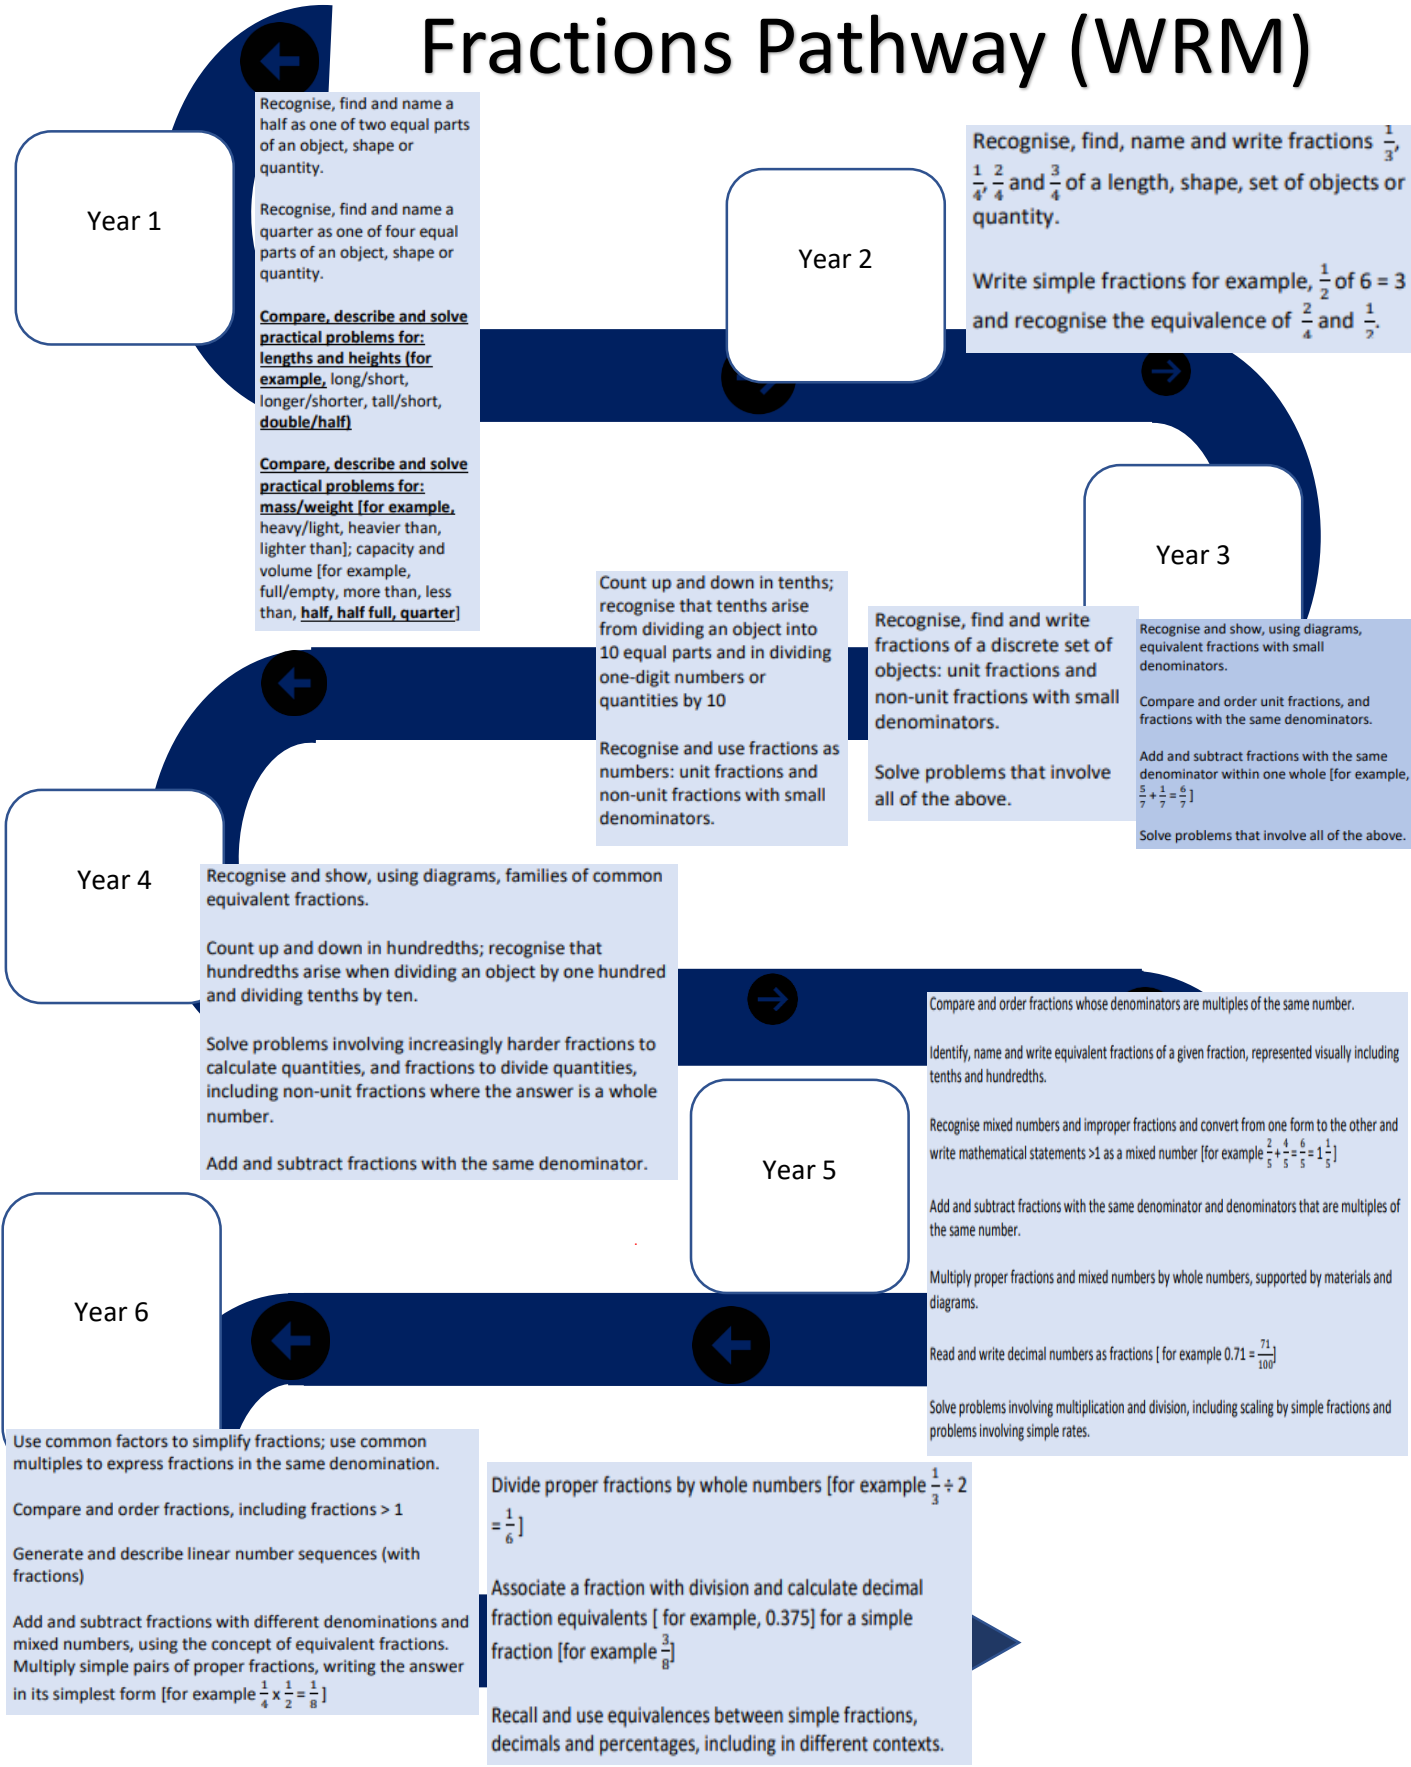 Fractions Pathway (WRM)
Year 1
Recognise, find and name a
half as one of two equal parts
of an object, shape or
quantity.
Recognise, find and name a
quarter as one of four equal
parts of an object, shape or
quantity.
Compare, describe and solve
practical problems for:
lengths and heights (for
example, long/short,
longer/shorter, tall/short,
double/half)
Compare, describe and solve
practical problems for:
mass/weight [for example,
heavy/light, heavier than,
lighter than]; capacity and
volume [for example,
full/empty, more than, less
than, half, half full, quarter]
Year 2
Recognise, find, name and write fractions 1/3,
1/4, 2/4 and 3/4 of a length, shape, set of objects or
quantity.
Write simple fractions for example, 1/2 of 6 = 3
and recognise the equivalence of 2/4 and 1/2.
Year 3
Recognise and show, using diagrams,
equivalent fractions with small
denominators.
Compare and order unit fractions, and
fractions with the same denominators.
Add and subtract fractions with the same
denominator within one whole [for example,
5/7 + 1/7 = 6/7 ]
Solve problems that involve all of the above.
Recognise, find and write
fractions of a discrete set of
objects: unit fractions and
non-unit fractions with small
denominators.
Solve problems that involve
all of the above.
Count up and down in tenths;
recognise that tenths arise
from dividing an object into
10 equal parts and in dividing
one-digit numbers or
quantities by 10
Recognise and use fractions as
numbers: unit fractions and
non-unit fractions with small
denominators.
Year 4
Recognise and show, using diagrams, families of common
equivalent fractions.
Count up and down in hundredths; recognise that
hundredths arise when dividing an object by one hundred
and dividing tenths by ten.
Solve problems involving increasingly harder fractions to
calculate quantities, and fractions to divide quantities,
including non-unit fractions where the answer is a whole
number.
Add and subtract fractions with the same denominator.
Year 5
Compare and order fractions whose denominators are multiples of the same number.
Identify, name and write equivalent fractions of a given fraction, represented visually including
tenths and hundredths.
Recognise mixed numbers and improper fractions and convert from one form to the other and
write mathematical statements >1 as a mixed number [for example 2/5 + 4/5 = 6/5 = 1 1/5 ]
Add and subtract fractions with the same denominator and denominators that are multiples of
the same number.
Multiply proper fractions and mixed numbers by whole numbers, supported by materials and
diagrams.
Read and write decimal numbers as fractions [ for example 0.71 = 71/100]
Solve problems involving multiplication and division, including scaling by simple fractions and
problems involving simple rates.
Year 6
Use common factors to simplify fractions; use common
multiples to express fractions in the same denomination.
Compare and order fractions, including fractions > 1
Generate and describe linear number sequences (with
fractions)
Add and subtract fractions with different denominations and
mixed numbers, using the concept of equivalent fractions.
Multiply simple pairs of proper fractions, writing the answer
in its simplest form [for example 1/4 x 1/2 = 1/8 ]
Divide proper fractions by whole numbers [for example 1/3 ÷ 2
= 1/6 ]
Associate a fraction with division and calculate decimal
fraction equivalents [ for example, 0.375] for a simple
fraction [for example 3/8]
Recall and use equivalences between simple fractions,
decimals and percentages, including in different contexts.